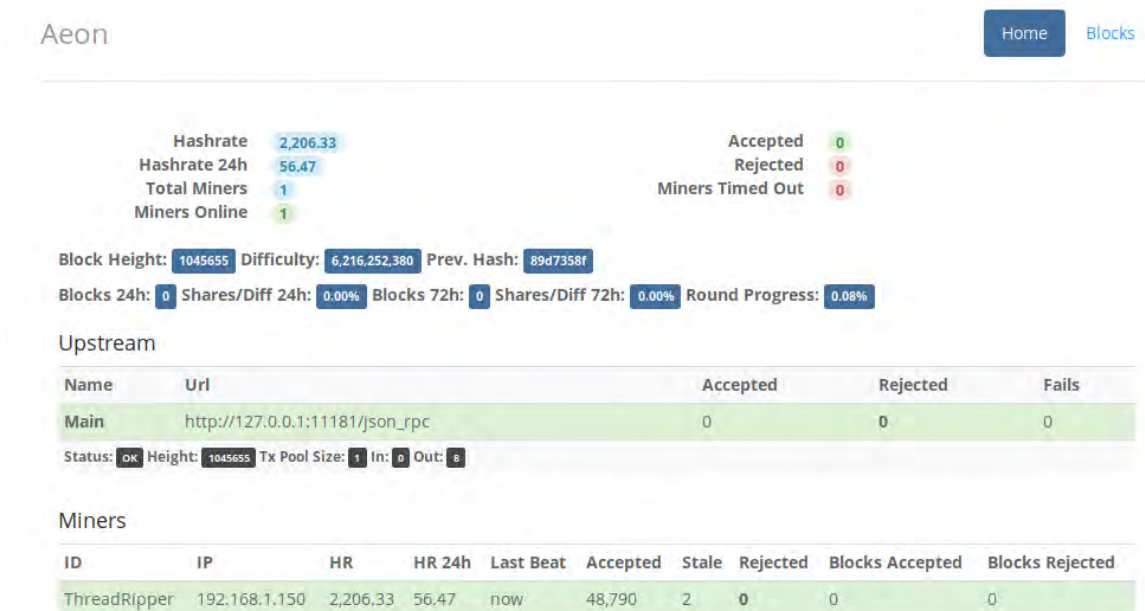 Aeon Home Blocks
Hashrate 2,206.33 Accepted 0
Hashrate 24h 56.47 Rejected 0
Total Miners 1 Miners Timed Out 0
Miners Online 1
Block Height: 1045655 Difficulty: 6,216,252,380 Prev. Hash: 89d7358f
Blocks 24h: 0 Shares/Diff 24h: 0.00% Blocks 72h: 0 Shares/Diff 72h: 0.00% Round Progress: 0.08%
Upstream
Name Url Accepted Rejected Fails
Main http://127.0.0.1:11181/json_rpc 0 0 0
Status: OK Height: 1045655 Tx Pool Size: 1 In: 0 Out: 8
Miners
ID IP HR HR 24h Last Beat Accepted Stale Rejected Blocks Accepted Blocks Rejected
ThreadRipper 192.168.1.150 2,206.33 56.47 now 48,790 2 0 0 0